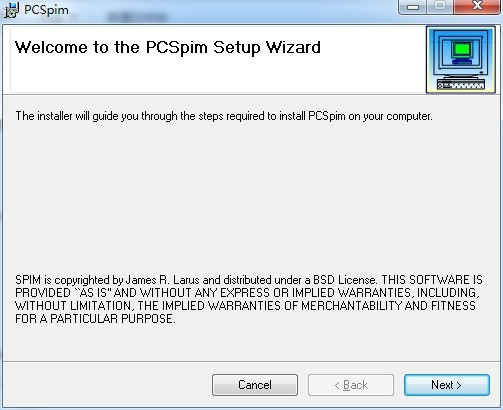 PCSpim
Welcome to the PCSpim Setup Wizard
The installer will guide you through the steps required to install PCSpim on your computer.
SPIM is copyrighted by James R. Larus and distributed under a BSD License. THIS SOFTWARE IS
PROVIDED ``AS IS'' AND WITHOUT ANY EXPRESS OR IMPLIED WARRANTIES, INCLUDING,
WITHOUT LIMITATION, THE IMPLIED WARRANTIES OF MERCHANTABILITY AND FITNESS
FOR A PARTICULAR PURPOSE.
Cancel
< Back
Next >